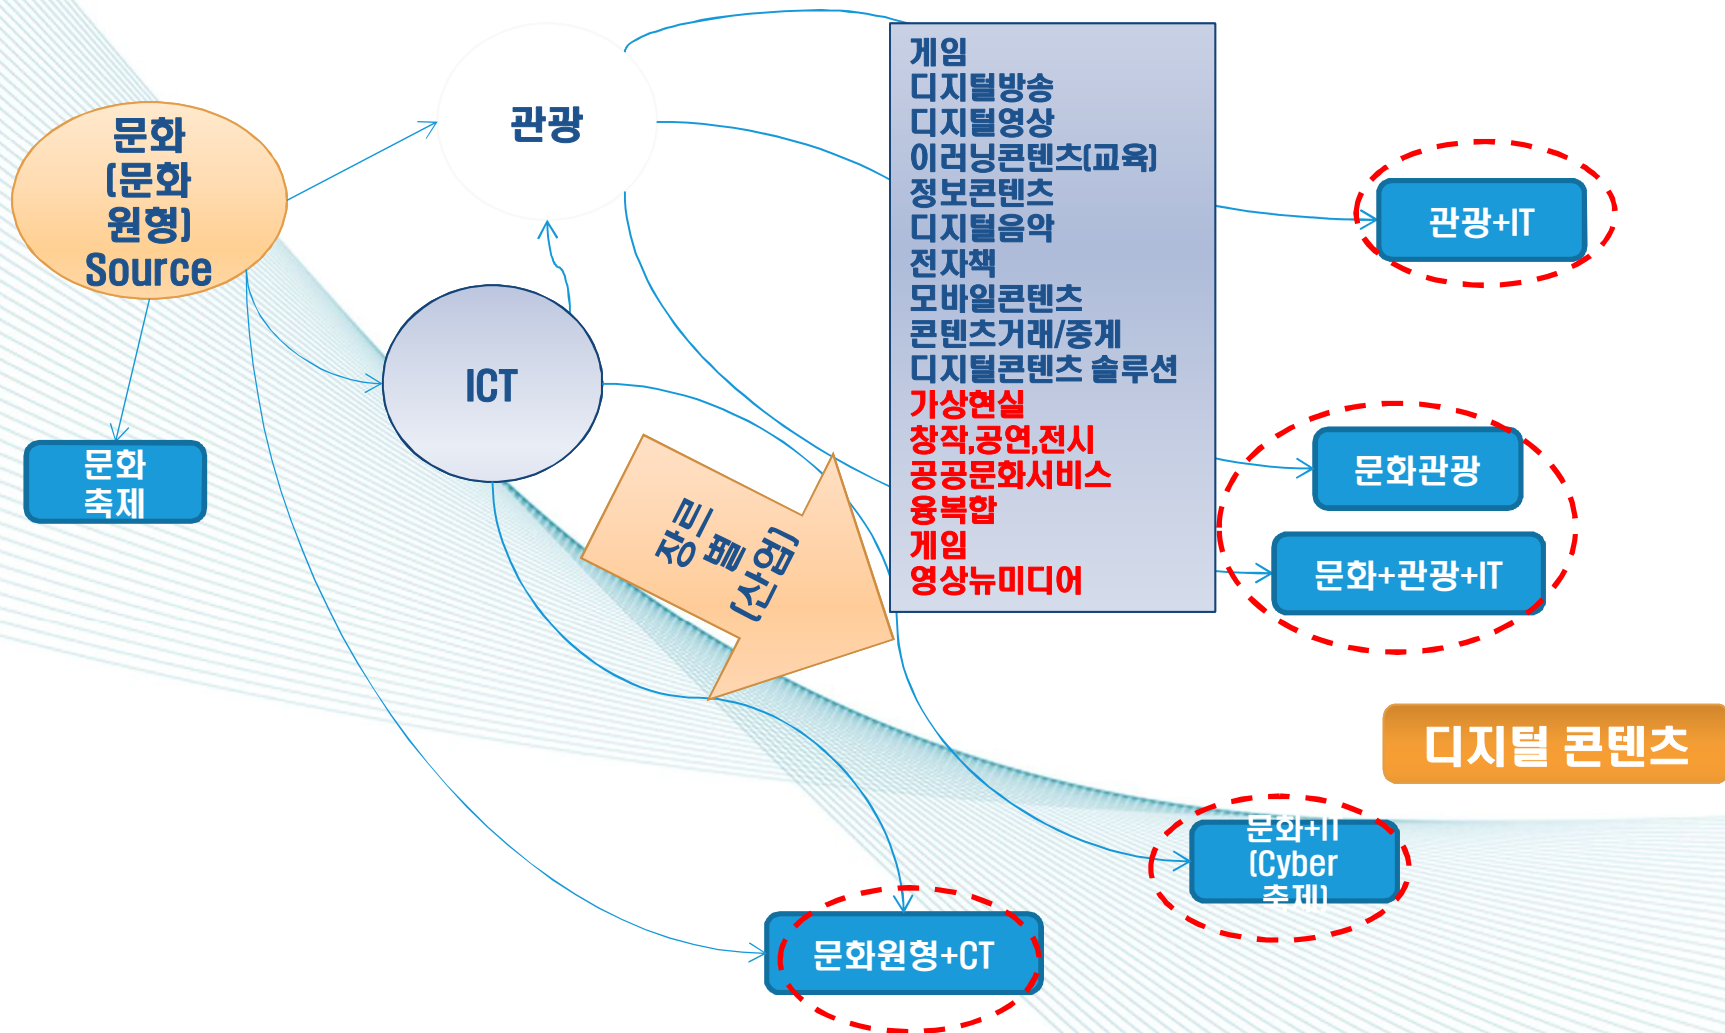 문화
(문화
원형)
Source
관광
ICT
문화
축제
장르별
(산업)
게임
디지털방송
디지털영상
이러닝콘텐츠(교육)
정보콘텐츠
디지털음악
전자책
모바일콘텐츠
콘텐츠거래/중계
디지털콘텐츠 솔루션
가상현실
창작,공연,전시
공공문화서비스
융복합
게임
영상뉴미디어
관광+IT
문화관광
문화+관광+IT
디지털 콘텐츠
문화+IT
(Cyber
축제)
문화원형+CT